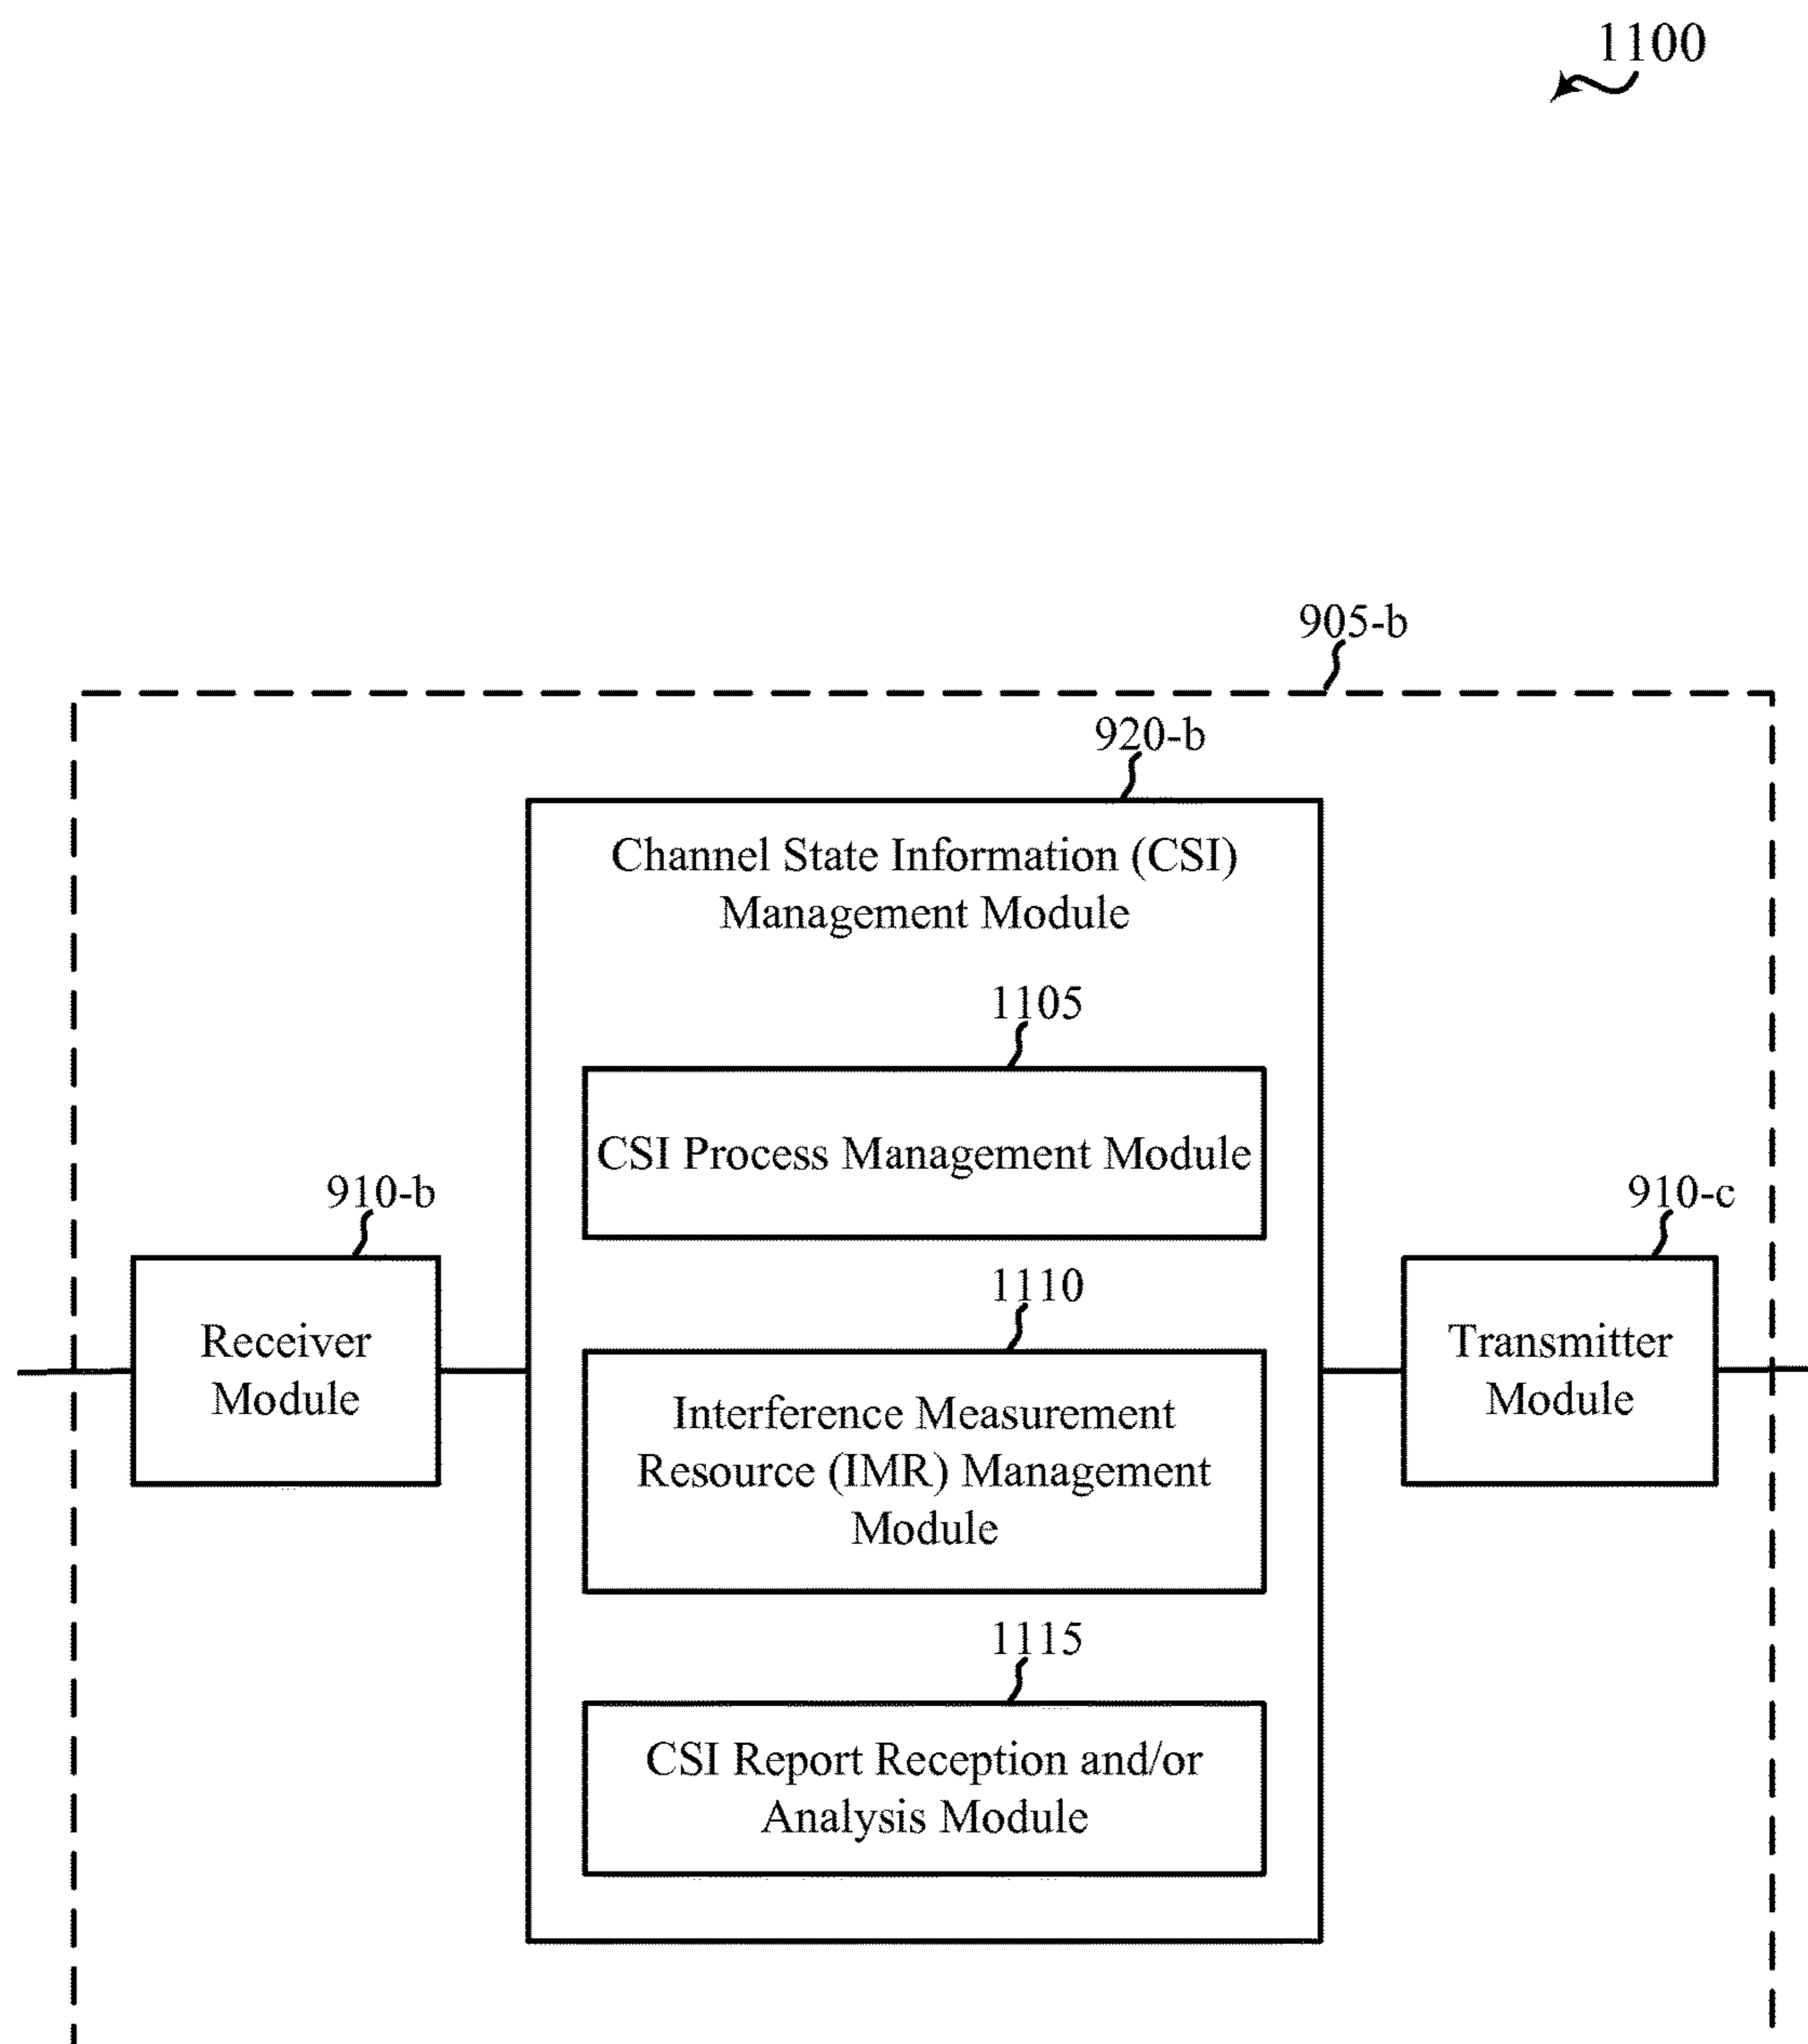 1100
905-b
920-b
Channel State Information (CSI)
Management Module
1105
CSI Process Management Module
910-b
Receiver
Module
1110
Interference Measurement
Resource (IMR) Management
Module
910-c
Transmitter
Module
1115
CSI Report Reception and/or
Analysis Module